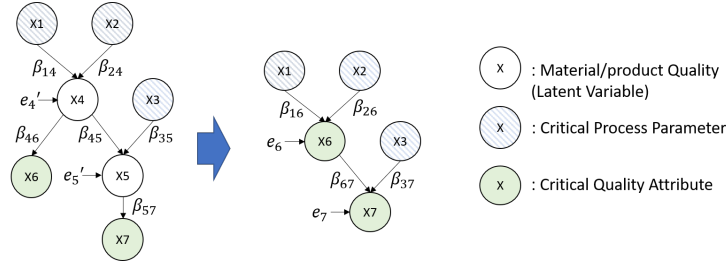 X1 X2
β14 β24
e4′ X4 X3
β46 β45 β35
X6 e5′ X5
β57
X7
X1 X2
β16 β26
e6 X6 X3
β67 β37
e7 X7
X : Material/product Quality
(Latent Variable)
X : Critical Process Parameter
X : Critical Quality Attribute